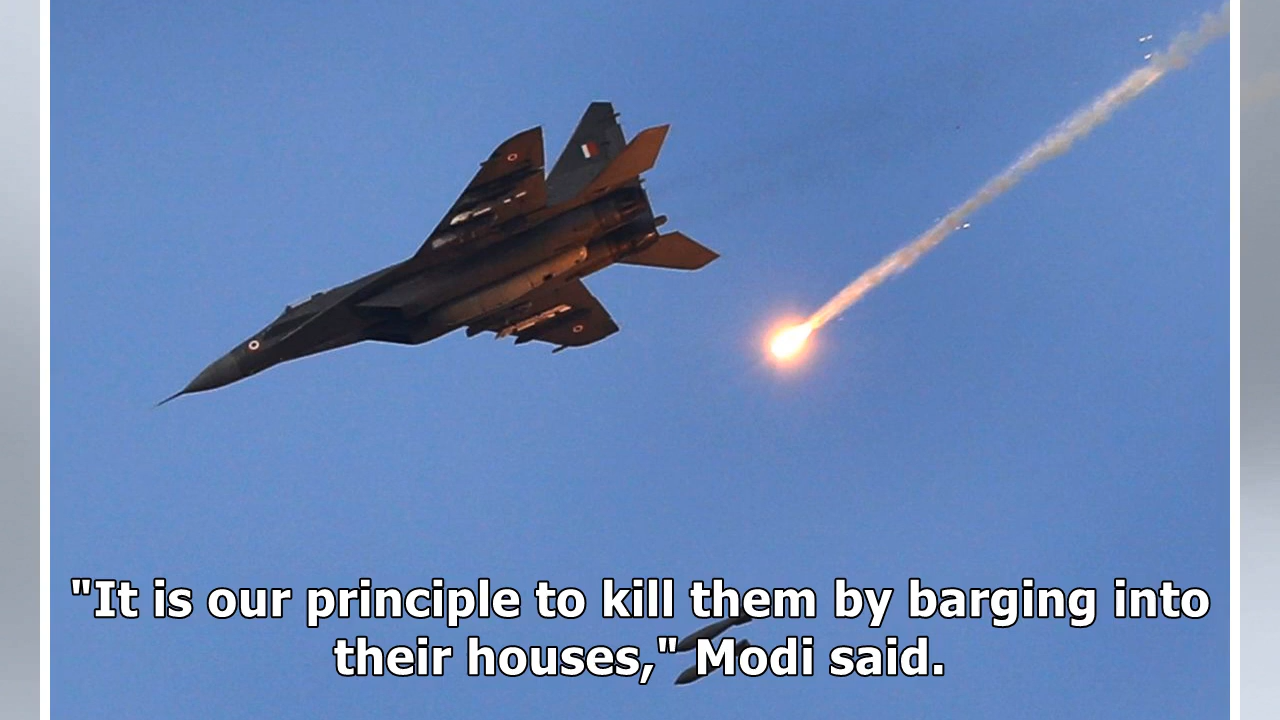 "It is our principle to kill them by barging into
their houses," Modi said.